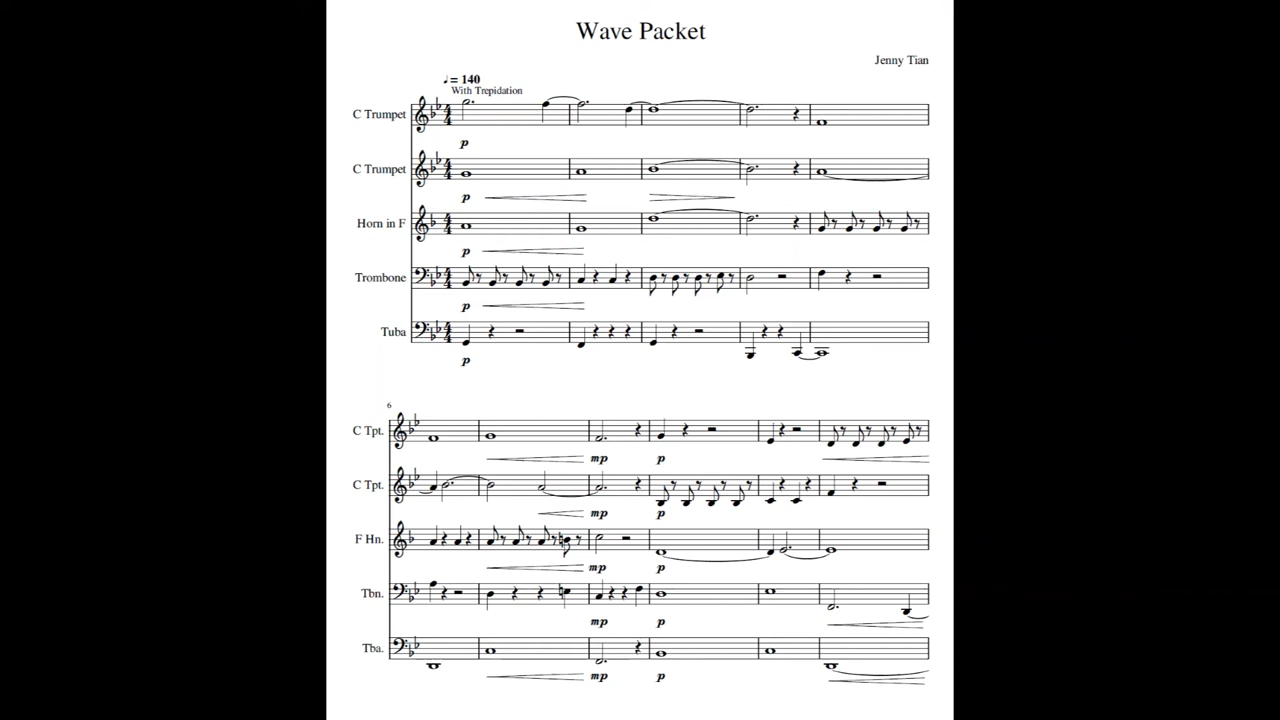 Wave Packet
Jenny Tian
♩= 140
With Trepidation
C Trumpet
p
C Trumpet
p
Horn in F
p
Trombone
p
Tuba
p
6
C Tpt.
mp p
C Tpt.
mp p
F Hn.
mp p
Tbn.
mp p
Tba.
mp p